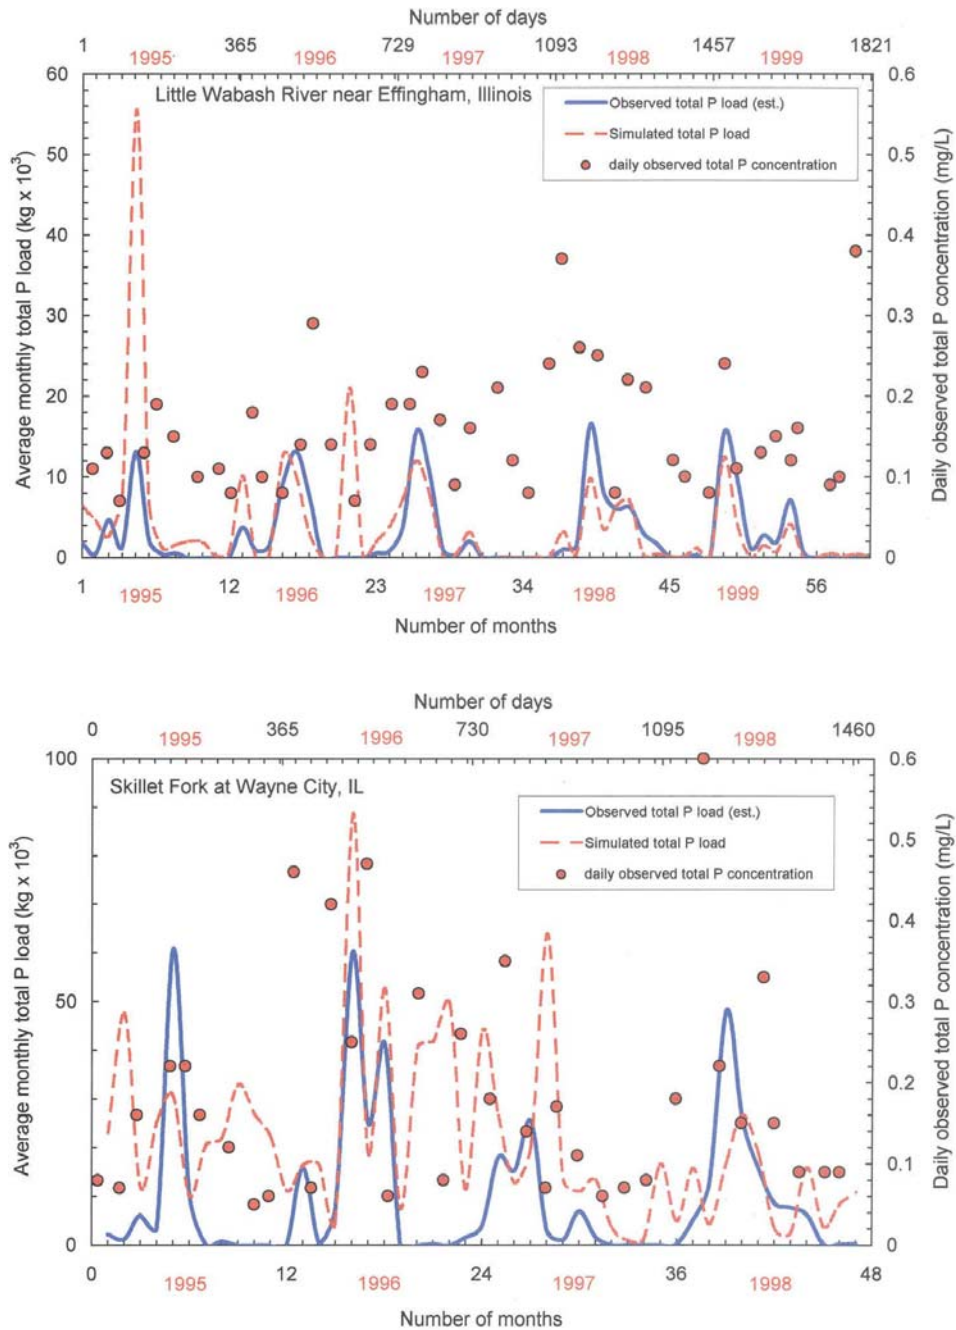 Number of days
1 365 729 1093 1457 1821
1995 1996 1997 1998 1999
60 0.6
Little Wabash River near Effingham, Illinois
Observed total P load (est.)
Simulated total P load
daily observed total P concentration
50 0.5
40 0.4
30 0.3
20 0.2
10 0.1
0 0
Average monthly total P load (kg x 10³)
Daily observed total P concentration (mg/L)
1 12 23 34 45 56
1995 1996 1997 1998 1999
Number of months
Number of days
0 365 730 1095 1460
1995 1996 1997 1998
100 0.6
Skillet Fork at Wayne City, IL
Observed total P load (est.)
Simulated total P load
daily observed total P concentration
0.5
0.4
50 0.3
0.2
0.1
0 0
Average monthly total P load (kg x 10³)
Daily observed total P concentration (mg/L)
0 12 24 36 48
1995 1996 1997 1998
Number of months